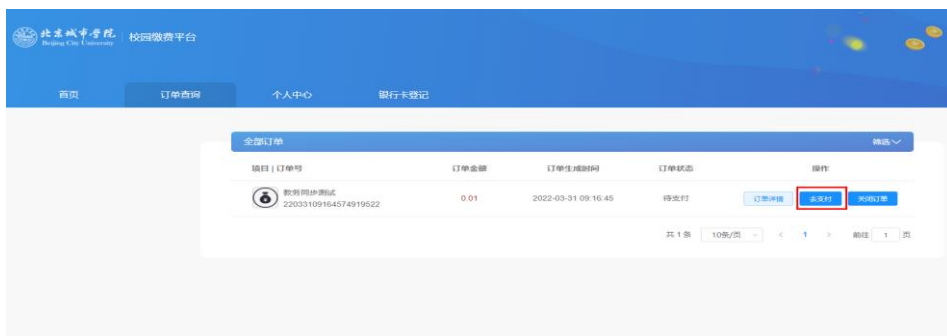 北京城市学院 校园缴费平台
Beijing City University
首页 订单查询 个人中心 银行卡登记
全部订单 筛选
项目 | 订单号 订单金额 订单生成时间 订单状态 操作
教务同步测试 0.01 2022-03-31 09:16:45 待支付 订单详情 去支付 关闭订单
22033109164574919522
共 1 条 10条/页 < 1 > 前往 1 页